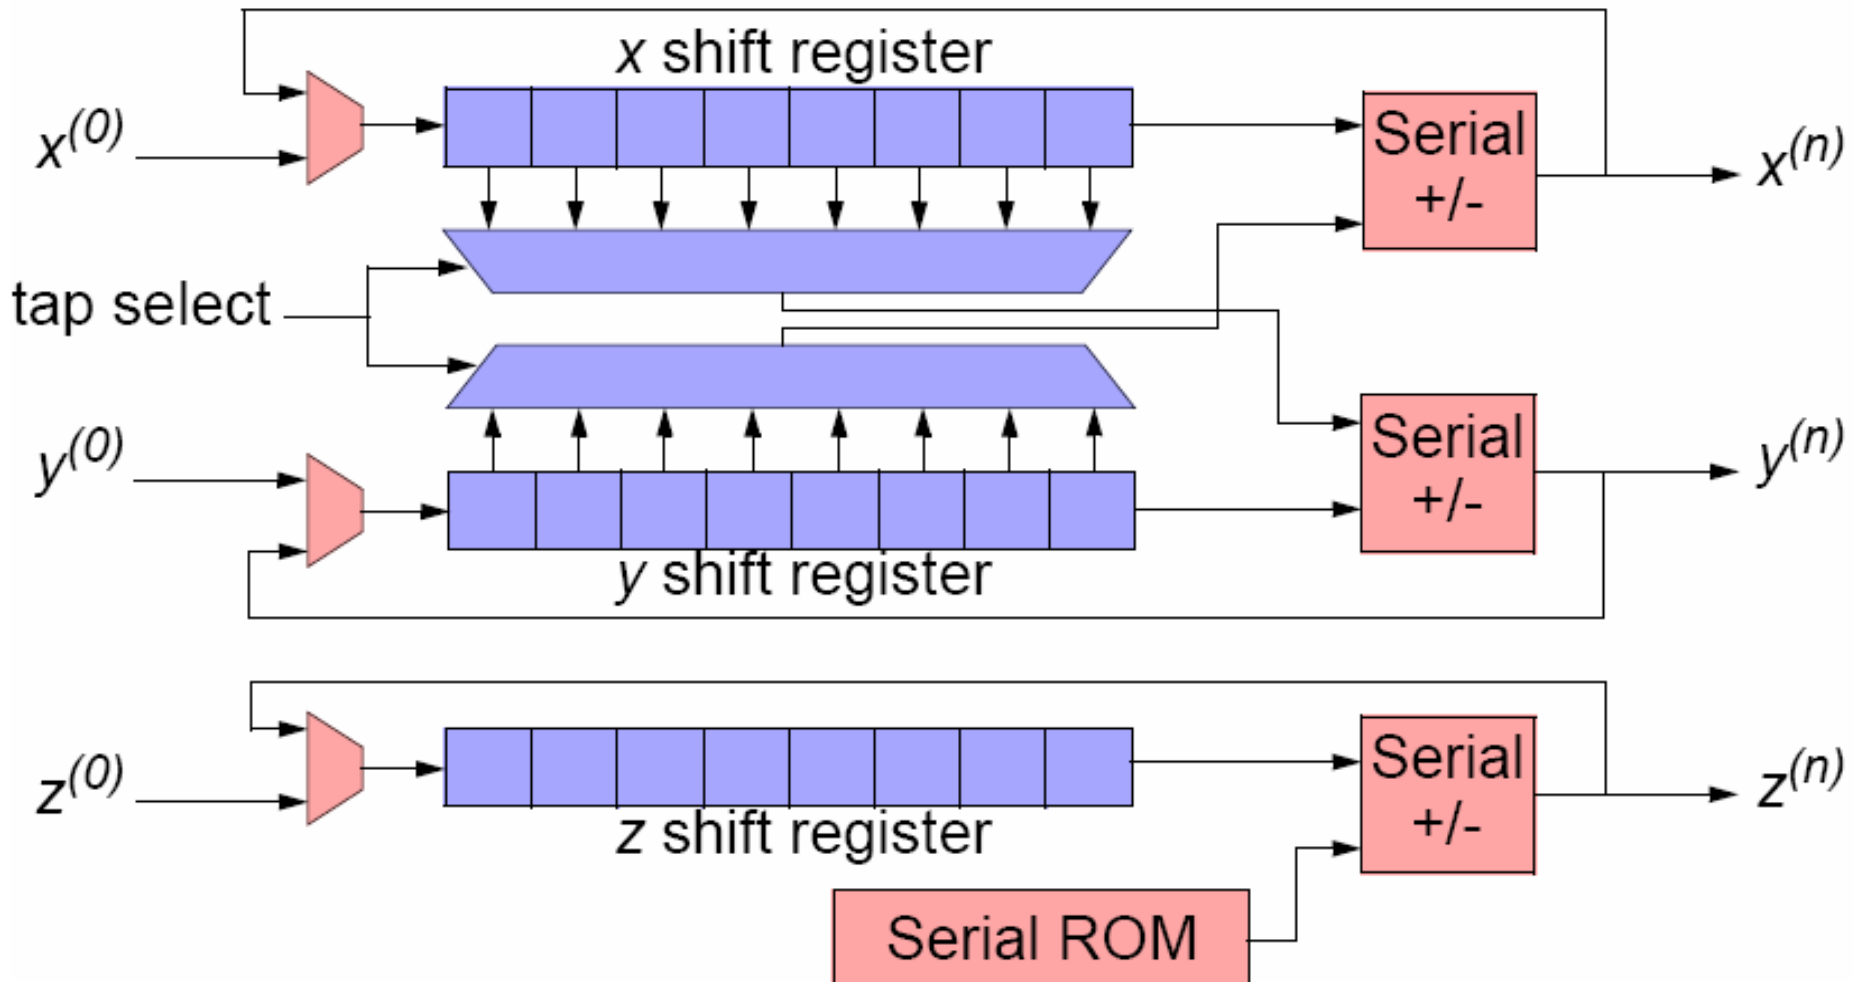 x shift register
x(0)
Serial
+/-
x(n)
tap select
y(0)
Serial
+/-
y(n)
y shift register
z(0)
Serial
+/-
z(n)
z shift register
Serial ROM